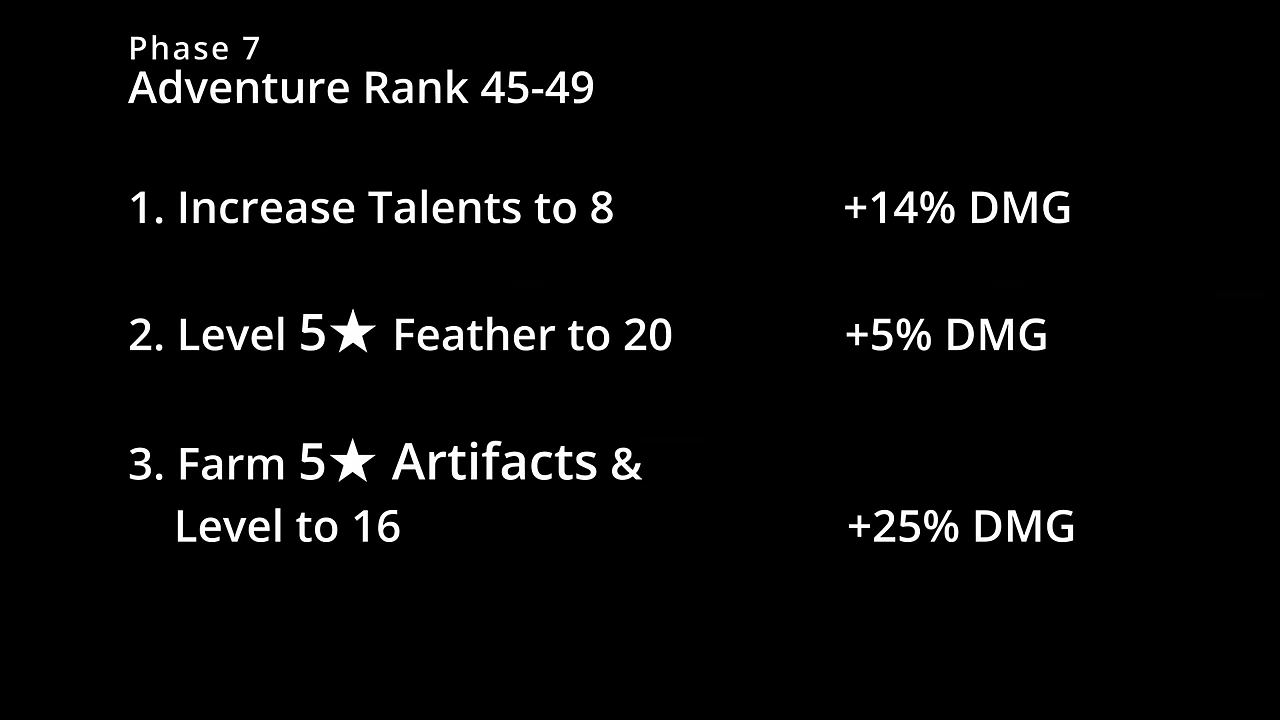 Phase 7
Adventure Rank 45-49
1. Increase Talents to 8 +14% DMG
2. Level 5★ Feather to 20 +5% DMG
3. Farm 5★ Artifacts &
Level to 16 +25% DMG